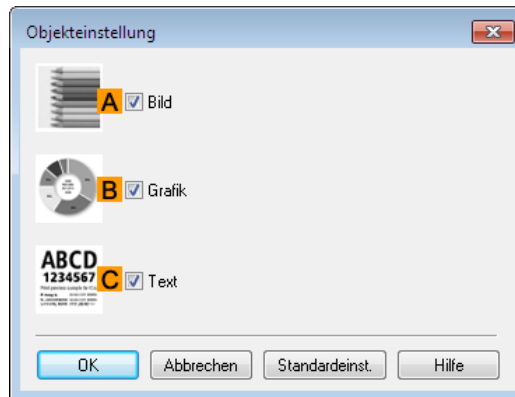 Objekteinstellung
A Bild
B Grafik
ABCD
1234567
C Text
OK Abbrechen Standardeinst. Hilfe